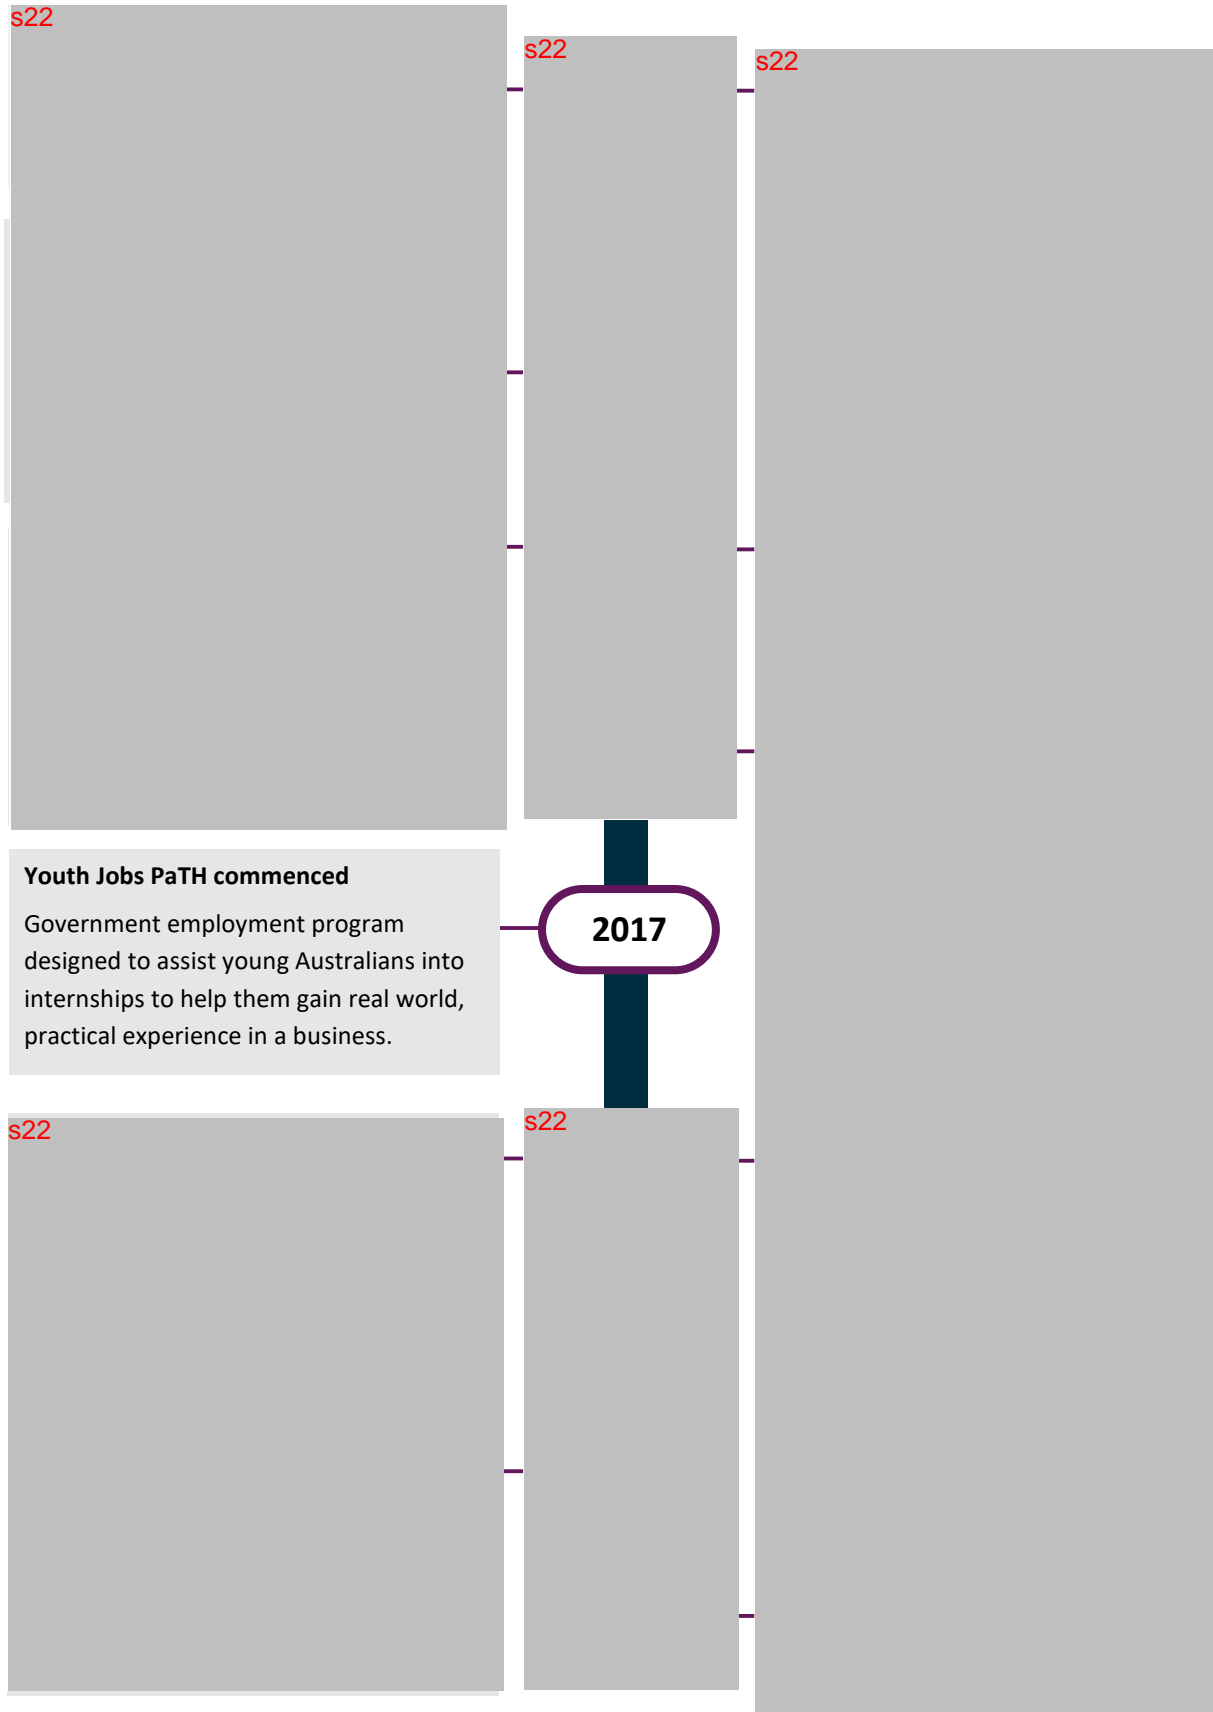 s22
s22
s22
Youth Jobs PaTH commenced
Government employment program
designed to assist young Australians into
internships to help them gain real world,
practical experience in a business.
2017
s22
s22